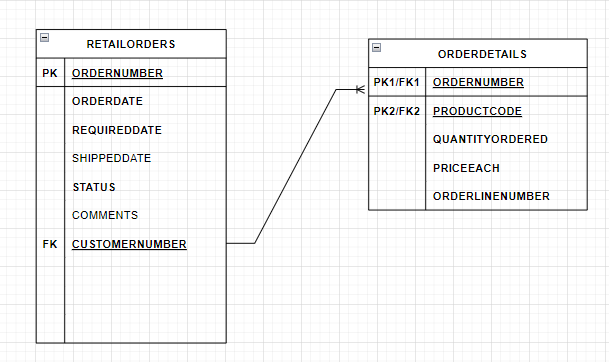 RETAILORDERS
PK ORDERNUMBER
ORDERDATE
REQUIREDDATE
SHIPPEDDATE
STATUS
COMMENTS
FK CUSTOMERNUMBER
ORDERDETAILS
PK1/FK1 ORDERNUMBER
PK2/FK2 PRODUCTCODE
QUANTITYORDERED
PRICEEACH
ORDERLINENUMBER